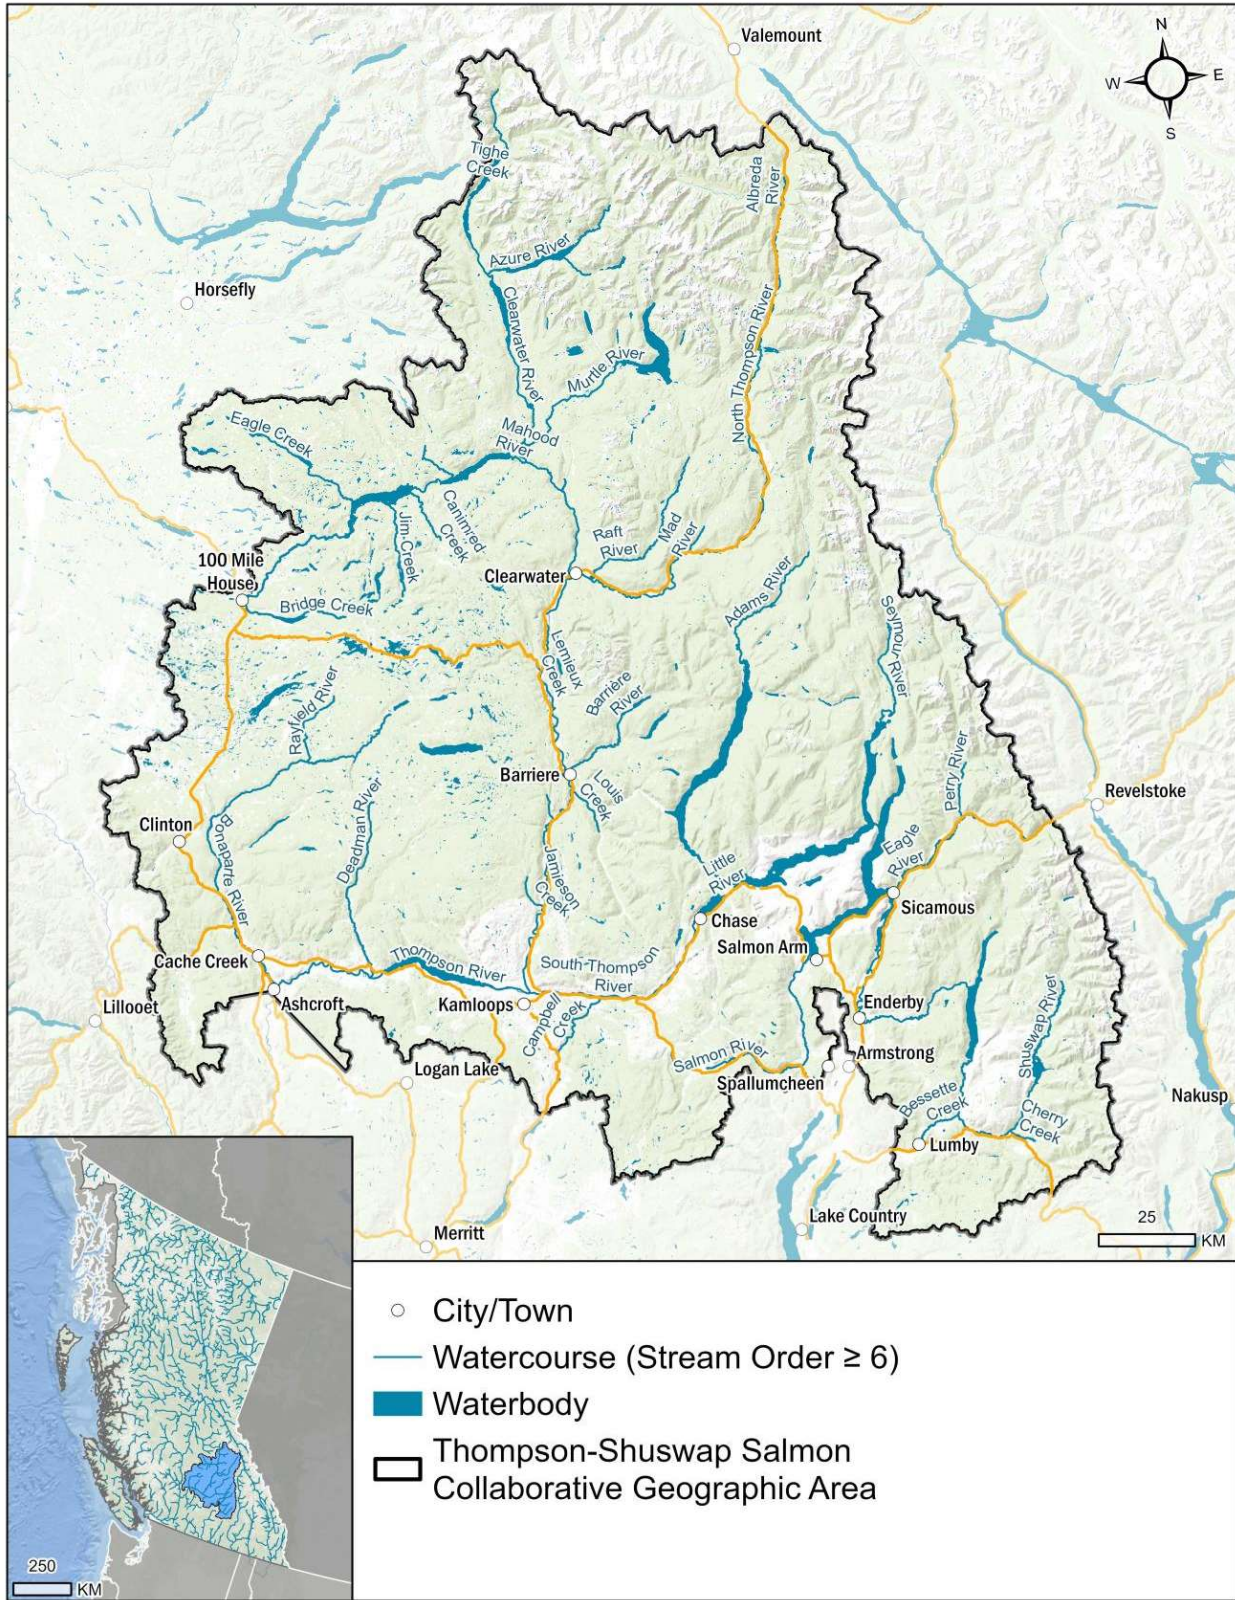 Valemount
N
W
E
S
Tighe
Creek
Albreda
River
Azure River
Horsefly
Clearwater River
North Thompson River
Murtle River
Eagle Creek
Mahood
River
Canimred
Creek
Jim Creek
Raft
River
Mad
River
100 Mile
House
Clearwater
Bridge Creek
Adams River
Seymour River
Lemieux
Creek
Rayfield River
Barrière
River
Barriere
Louis
Creek
Perry River
Revelstoke
Clinton
Bonaparte River
Deadman River
Jamieson
Creek
Little
River
Eagle
River
Chase
Sicamous
Salmon Arm
Cache Creek
Thompson River
South Thompson
River
Ashcroft
Kamloops
Campbell
Creek
Enderby
Shuswap River
Lillooet
Logan Lake
Salmon River
Armstrong
Spallumcheen
Bessette
Creek
Cherry
Creek
Nakusp
Lumby
Lake Country
Merritt
25
KM
250
KM
City/Town
Watercourse (Stream Order ≥ 6)
Waterbody
Thompson-Shuswap Salmon
Collaborative Geographic Area